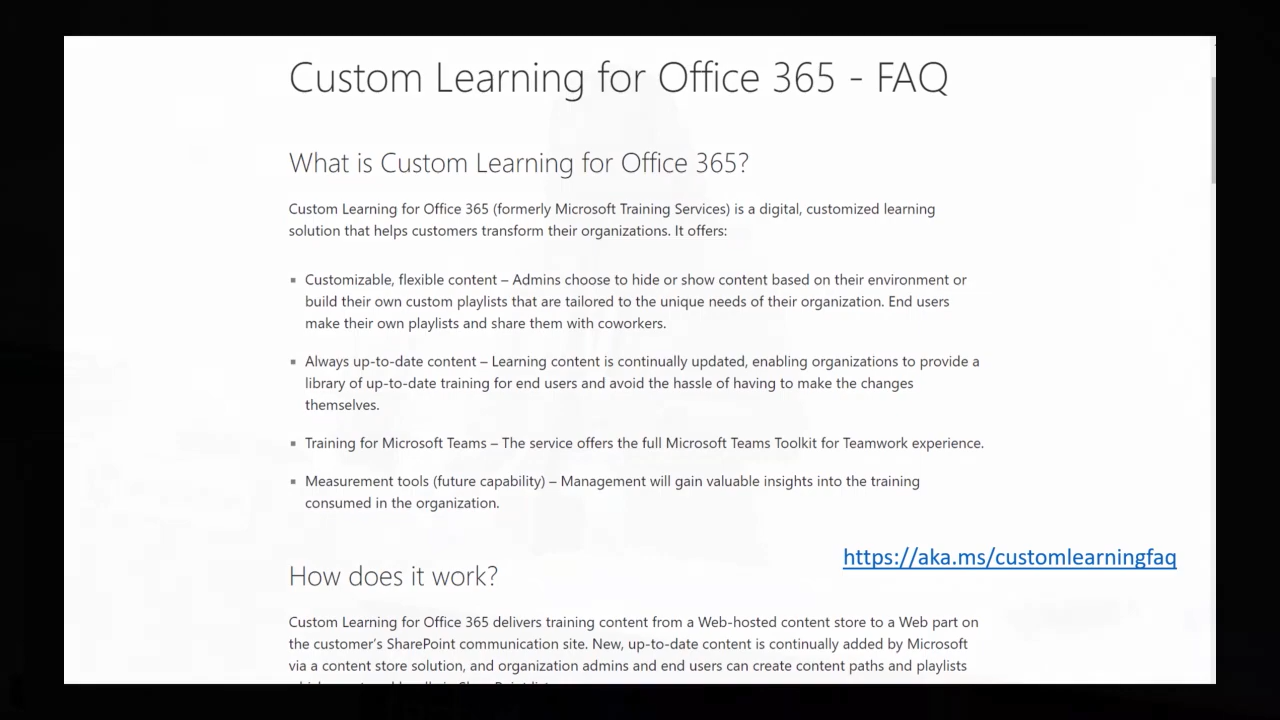 Custom Learning for Office 365 - FAQ
What is Custom Learning for Office 365?
Custom Learning for Office 365 (formerly Microsoft Training Services) is a digital, customized learning
solution that helps customers transform their organizations. It offers:
▪ Customizable, flexible content – Admins choose to hide or show content based on their environment or
build their own custom playlists that are tailored to the unique needs of their organization. End users
make their own playlists and share them with coworkers.
▪ Always up-to-date content – Learning content is continually updated, enabling organizations to provide a
library of up-to-date training for end users and avoid the hassle of having to make the changes
themselves.
▪ Training for Microsoft Teams – The service offers the full Microsoft Teams Toolkit for Teamwork experience.
▪ Measurement tools (future capability) – Management will gain valuable insights into the training
consumed in the organization.
https://aka.ms/customlearningfaq
How does it work?
Custom Learning for Office 365 delivers training content from a Web-hosted content store to a Web part on
the customer's SharePoint communication site. New, up-to-date content is continually added by Microsoft
via a content store solution, and organization admins and end users can create content paths and playlists